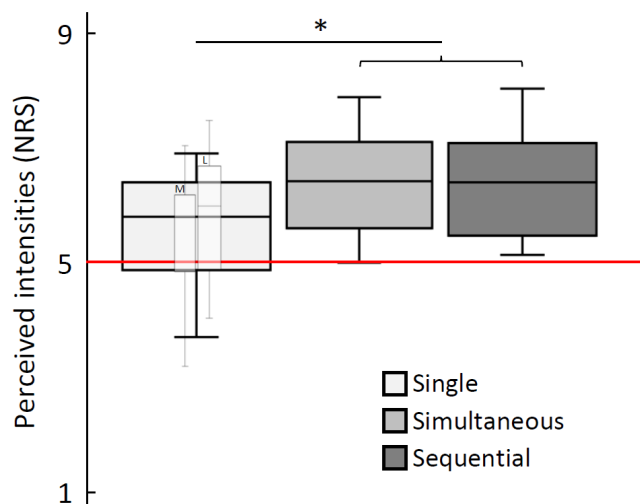 9
*
L
M
5
1
Perceived intensities (NRS)
Single
Simultaneous
Sequential